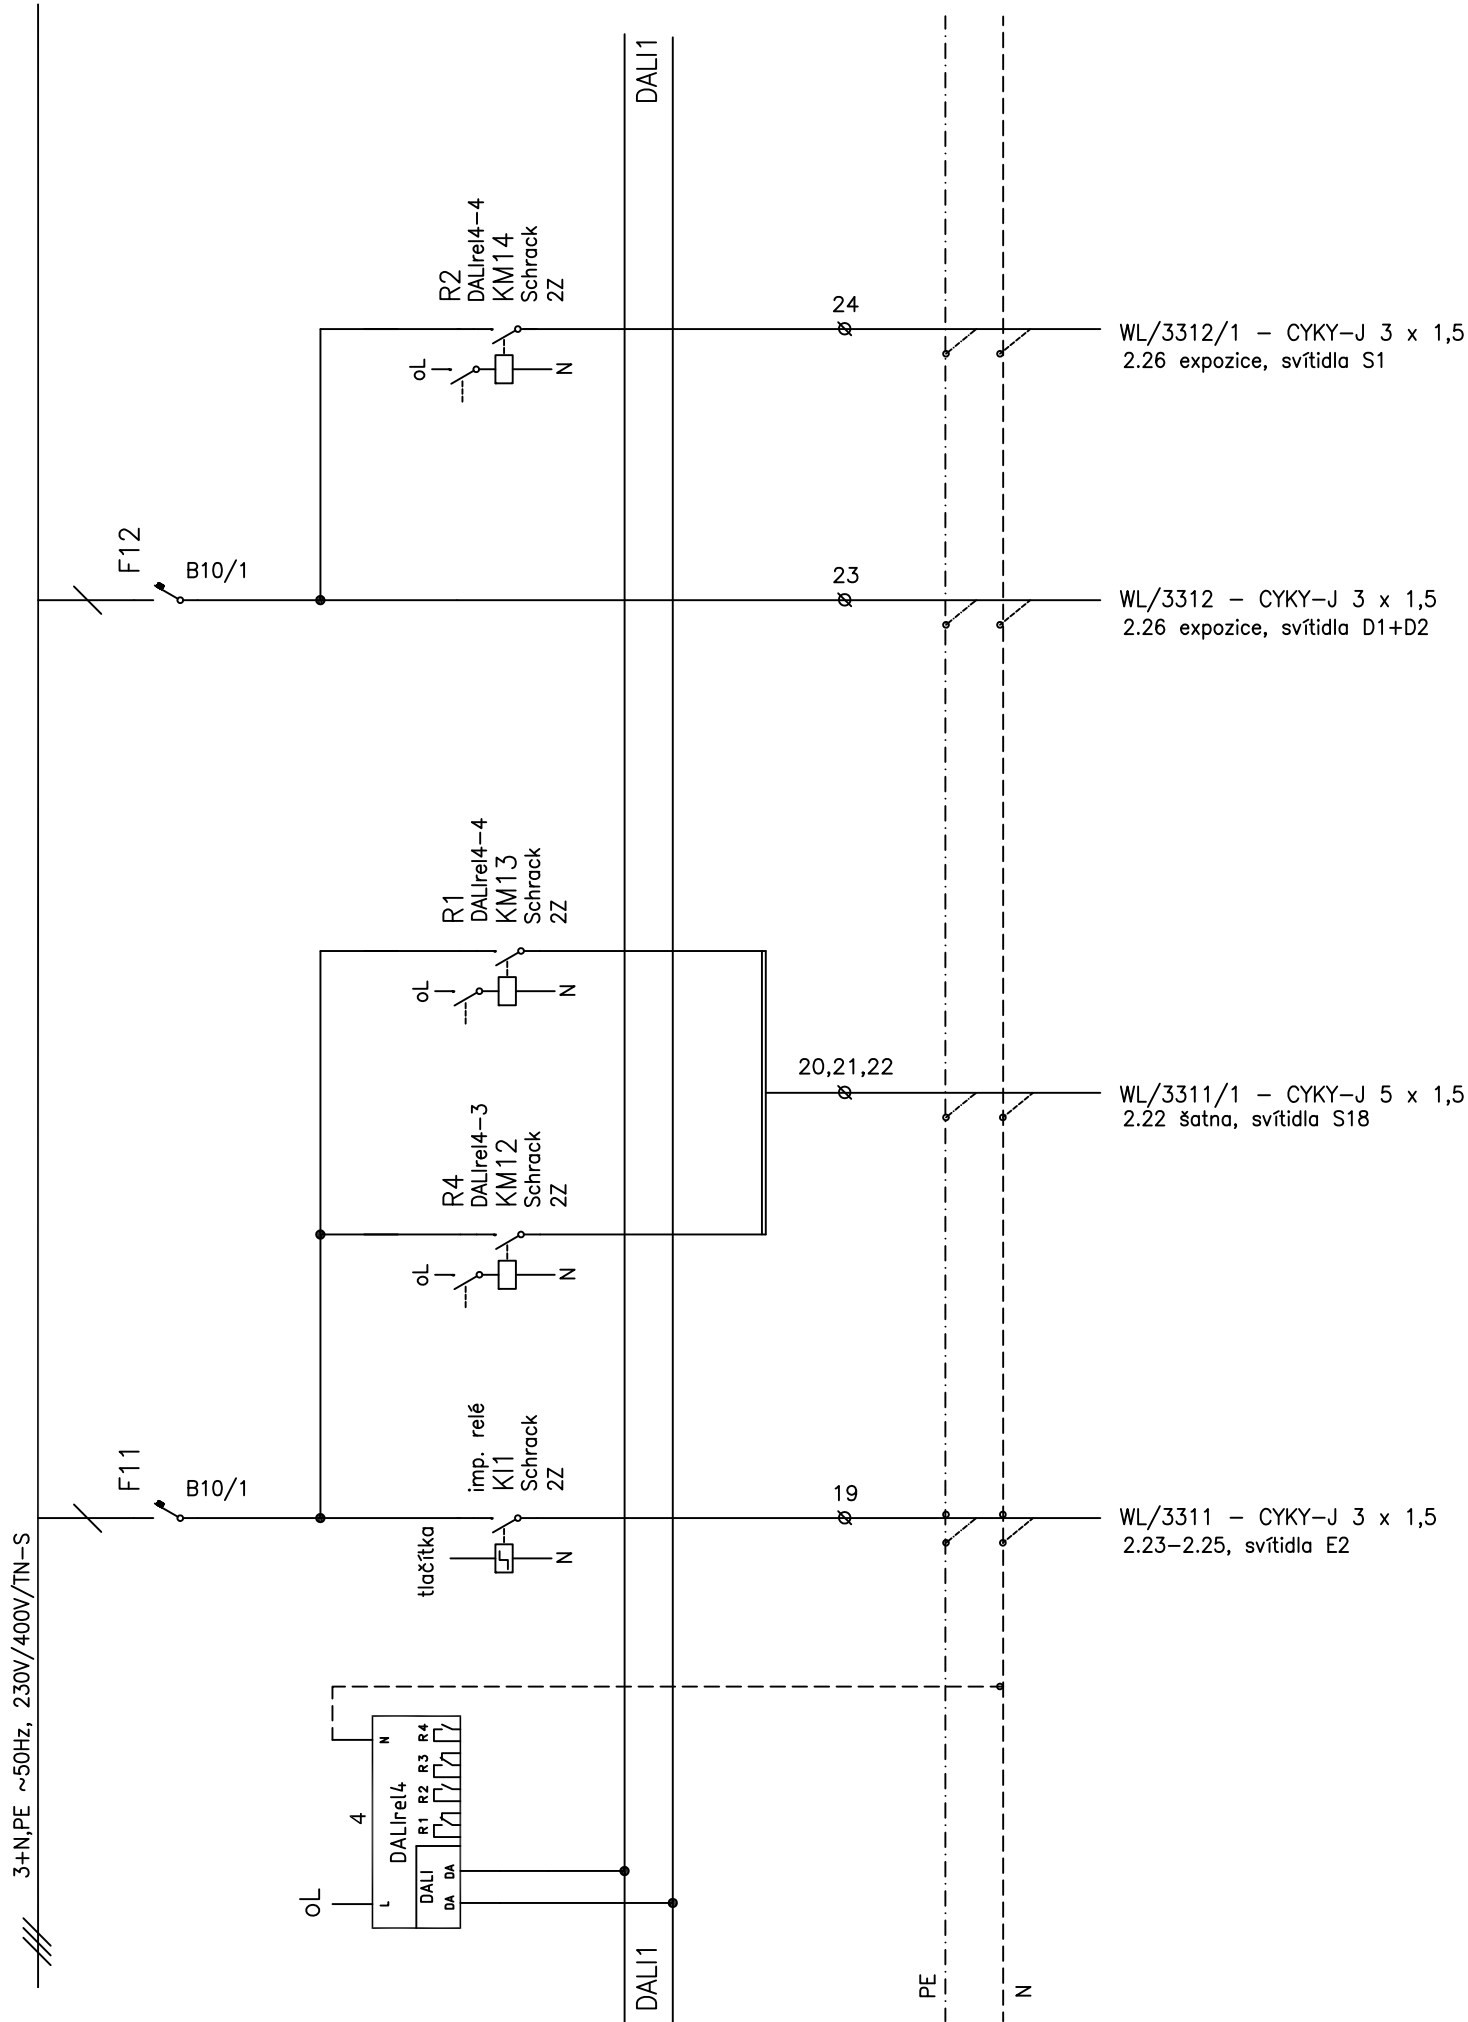 DALI1
R2
DALIrel4-4
KM14
Schrack
2Z
oL
N
24
WL/3312/1 - CYKY-J 3 x 1,5
2.26 expozice, svítidla S1
F12
B10/1
23
WL/3312 - CYKY-J 3 x 1,5
2.26 expozice, svítidla D1+D2
R1
DALIrel4-4
KM13
Schrack
2Z
oL
N
20,21,22
WL/3311/1 - CYKY-J 5 x 1,5
2.22 šatna, svítidla S18
R4
DALIrel4-3
KM12
Schrack
2Z
oL
N
F11
B10/1
imp. relé
KI1
Schrack
2Z
tlačítka
N
19
WL/3311 - CYKY-J 3 x 1,5
2.23-2.25, svítidla E2
3+N,PE ~50Hz, 230V/400V/TN-S
4
DALIrel4
N
L
R1 R2 R3 R4
DALI
DA DA
oL
DALI1
PE
N